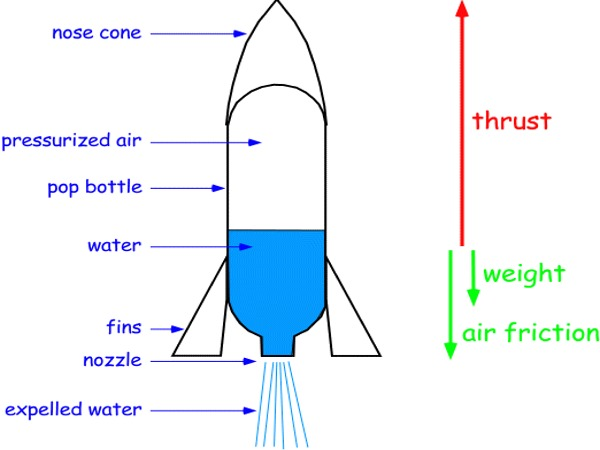 nose cone
thrust
pressurized air
pop bottle
water
weight
fins
air friction
nozzle
expelled water